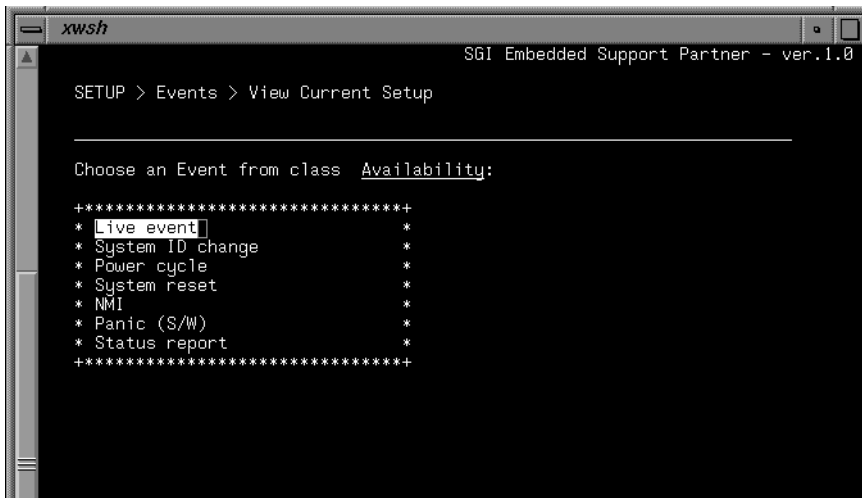 xwsh
SGI Embedded Support Partner - ver.1.0
SETUP > Events > View Current Setup
Choose an Event from class Availability:
+*******************************+
* Live event *
* System ID change *
* Power cycle *
* System reset *
* NMI *
* Panic (S/W) *
* Status report *
+*******************************+